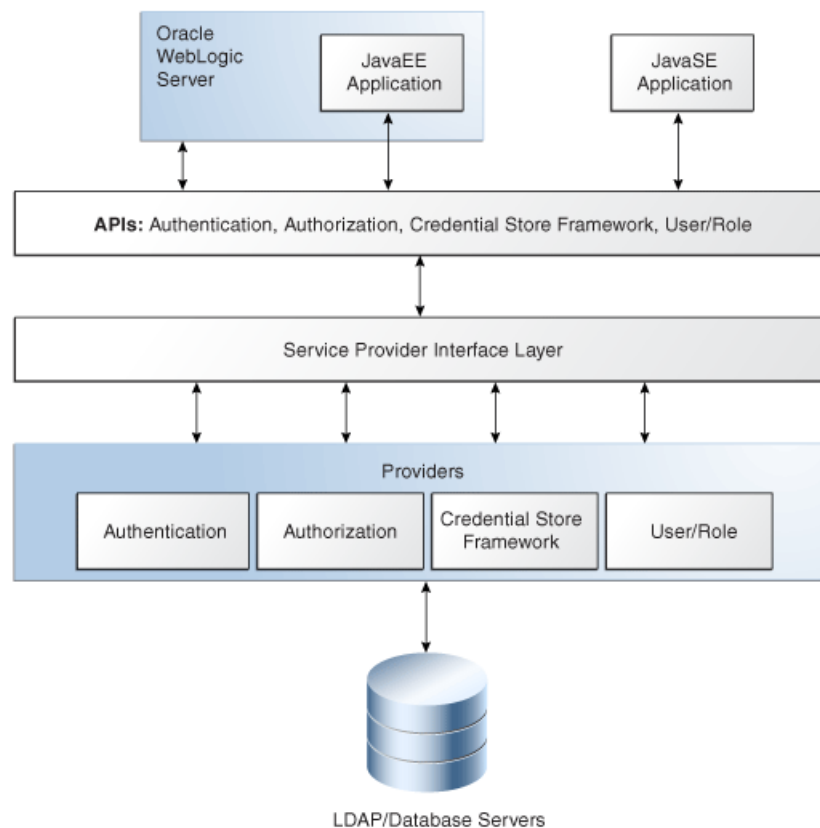 Oracle
WebLogic
Server
JavaEE
Application
JavaSE
Application
APIs: Authentication, Authorization, Credential Store Framework, User/Role
Service Provider Interface Layer
Providers
Authentication
Authorization
Credential Store
Framework
User/Role
LDAP/Database Servers